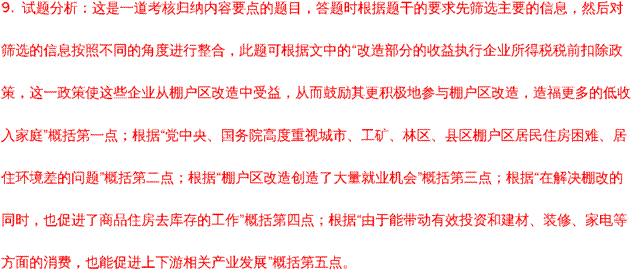 9. 试题分析：这是一道考核归纳内容要点的题目，答题时根据题干的要求先筛选主要的信息，然后对
筛选的信息按照不同的角度进行整合，此题可根据文中的“改造部分的收益执行企业所得税税前扣除政
策，这一政策使这些企业从棚户区改造中受益，从而鼓励其更积极地参与棚户区改造，造福更多的低收
入家庭”概括第一点；根据“党中央、国务院高度重视城市、工矿、林区、县区棚户区居民住房困难、居
住环境差的问题”概括第二点；根据“棚户区改造创造了大量就业机会”概括第三点；根据“在解决棚改的
同时，也促进了商品住房去库存的工作”概括第四点；根据“由于能带动有效投资和建材、装修、家电等
方面的消费，也能促进上下游相关产业发展”概括第五点。